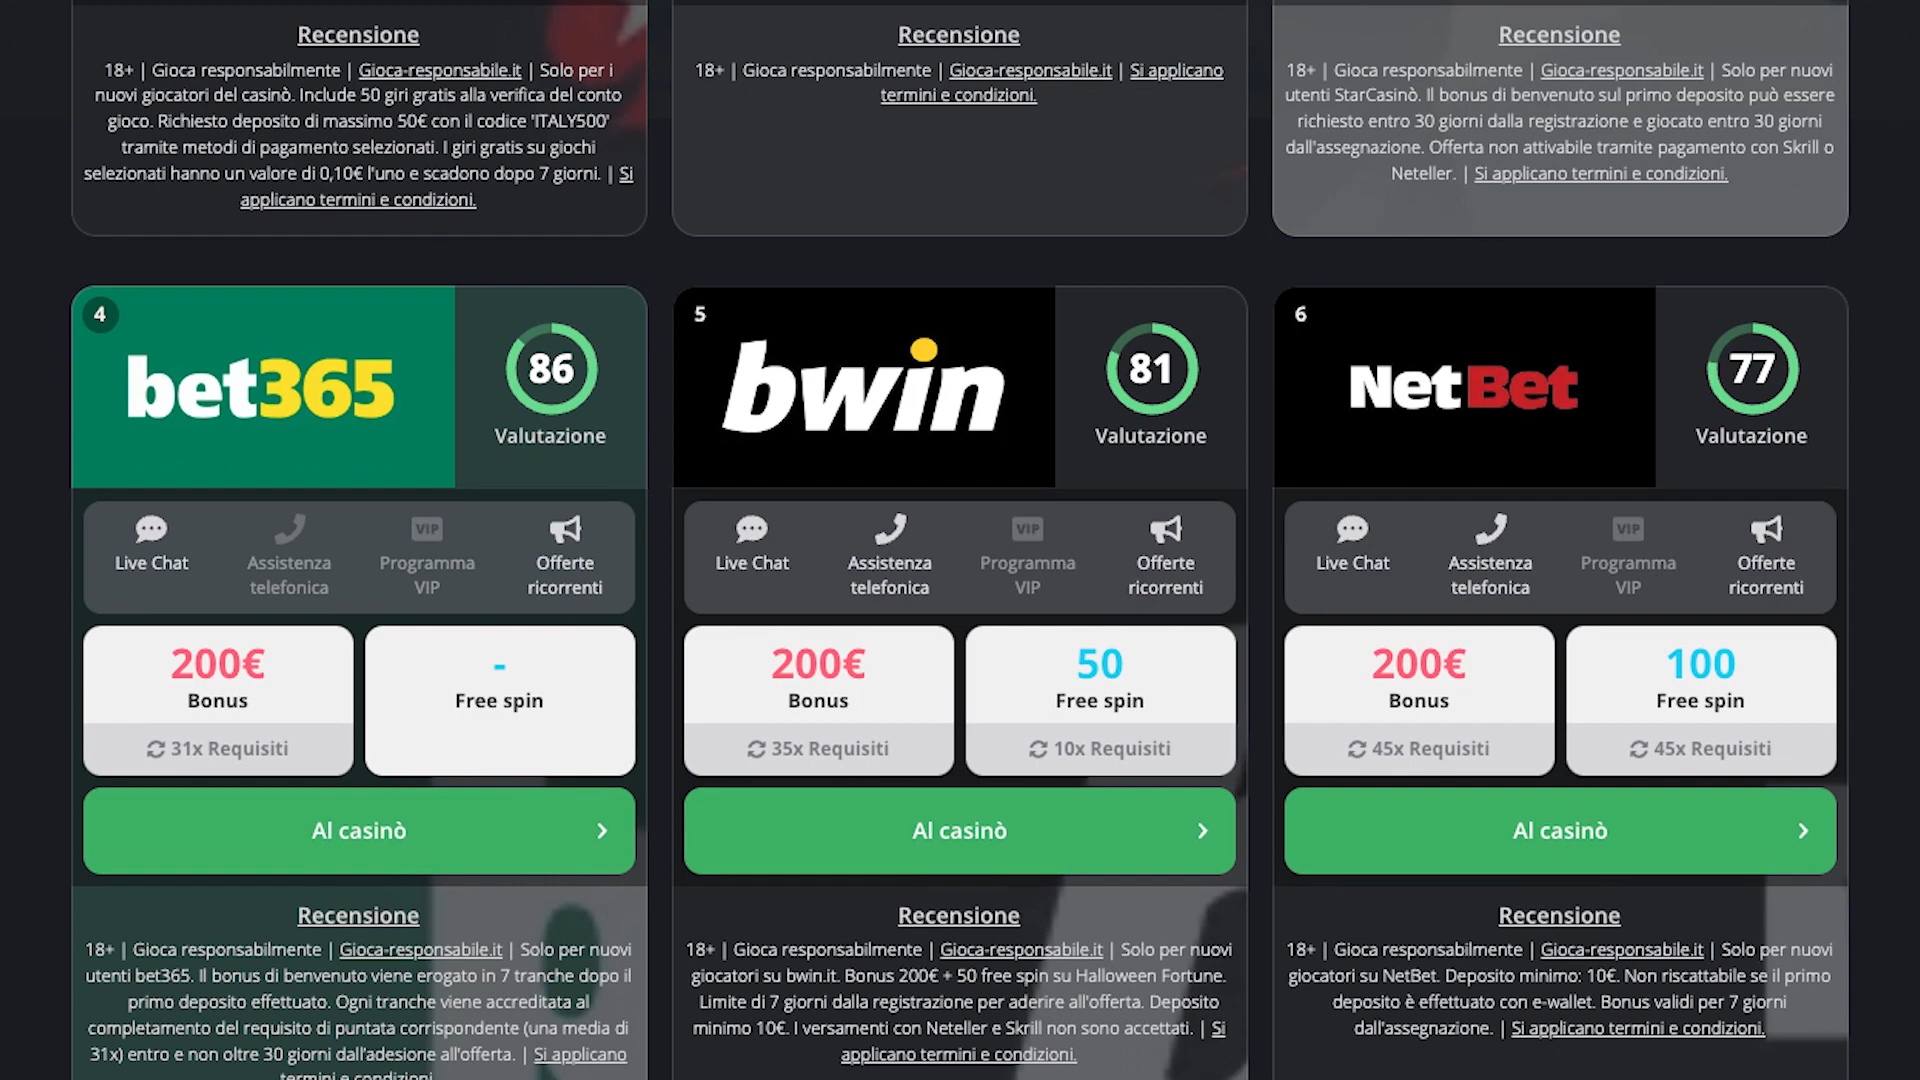 Recensione
18+ | Gioca responsabilmente | Gioca-responsabile.it | Solo per i
nuovi giocatori del casinò. Include 50 giri gratis alla verifica del conto
gioco. Richiesto deposito di massimo 50€ con il codice 'ITALY500'
tramite metodi di pagamento selezionati. I giri gratis su giochi
selezionati hanno un valore di 0,10€ l'uno e scadono dopo 7 giorni. | Si
applicano termini e condizioni.
Recensione
18+ | Gioca responsabilmente | Gioca-responsabile.it | Si applicano
termini e condizioni.
Recensione
18+ | Gioca responsabilmente | Gioca-responsabile.it | Solo per nuovi
utenti StarCasinò. Il bonus di benvenuto sul primo deposito può essere
richiesto entro 30 giorni dalla registrazione e giocato entro 30 giorni
dall'assegnazione. Offerta non attivabile tramite pagamento con Skrill o
Neteller. | Si applicano termini e condizioni.
4
bet365
86
Valutazione
Live Chat
Assistenza
telefonica
Programma
VIP
VIP
Offerte
ricorrenti
200€
Bonus
31x Requisiti
-
Free spin
Al casinò
Recensione
18+ | Gioca responsabilmente | Gioca-responsabile.it | Solo per nuovi
utenti bet365. Il bonus di benvenuto viene erogato in 7 tranche dopo il
primo deposito effettuato. Ogni tranche viene accreditata al
completamento del requisito di puntata corrispondente (una media di
31x) entro e non oltre 30 giorni dall'adesione all'offerta. | Si applicano
termini e condizioni.
5
bwin
81
Valutazione
Live Chat
Assistenza
telefonica
VIP
Programma
VIP
Offerte
ricorrenti
200€
Bonus
35x Requisiti
50
Free spin
10x Requisiti
Al casinò
Recensione
18+ | Gioca responsabilmente | Gioca-responsabile.it | Solo per nuovi
giocatori su bwin.it. Bonus 200€ + 50 free spin su Halloween Fortune.
Limite di 7 giorni dalla registrazione per aderire all'offerta. Deposito
minimo 10€. I versamenti con Neteller e Skrill non sono accettati. | Si
applicano termini e condizioni.
6
NetBet
77
Valutazione
Live Chat
Assistenza
telefonica
VIP
Programma
VIP
Offerte
ricorrenti
200€
Bonus
45x Requisiti
100
Free spin
45x Requisiti
Al casinò
Recensione
18+ | Gioca responsabilmente | Gioca-responsabile.it | Solo per nuovi
giocatori su NetBet. Deposito minimo: 10€. Non riscattabile se il primo
deposito è effettuato con e-wallet. Bonus validi per 7 giorni
dall'assegnazione. | Si applicano termini e condizioni.